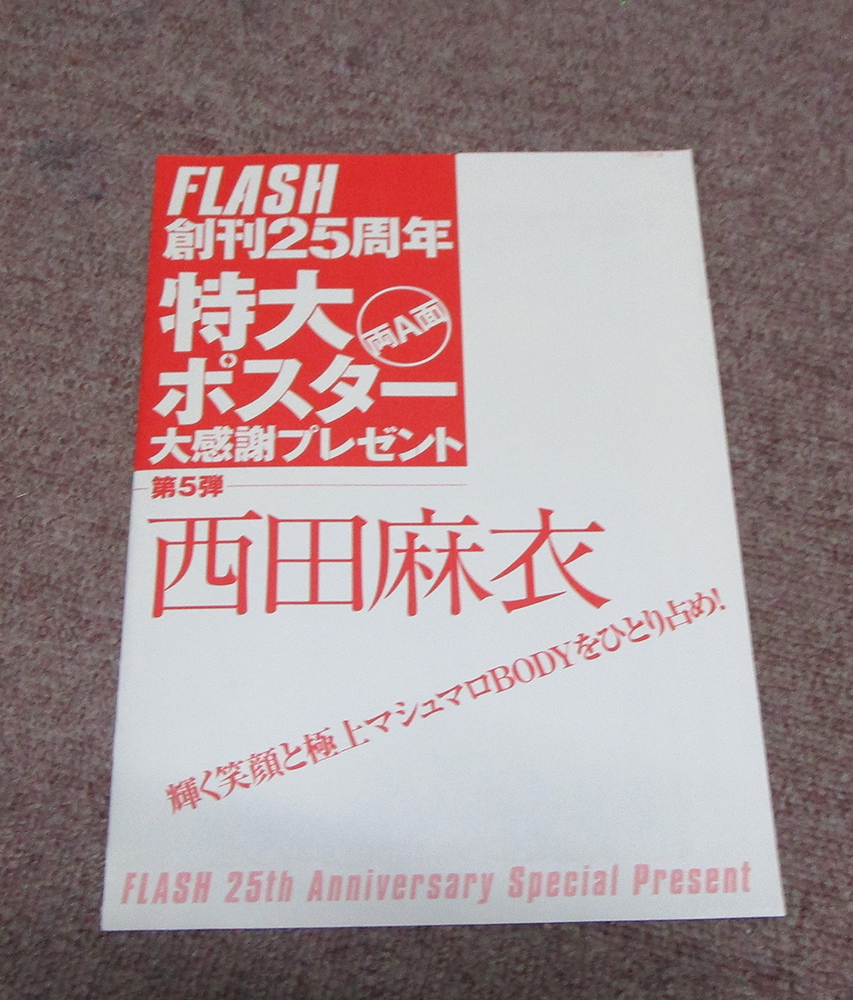 FLASH
創刊25周年
特大
両A面
ポスター
大感謝プレゼント
第5弾
西田麻衣
輝く笑顔と極上マシュマロBODYをひとり占め!
FLASH 25th Anniversary Special Present